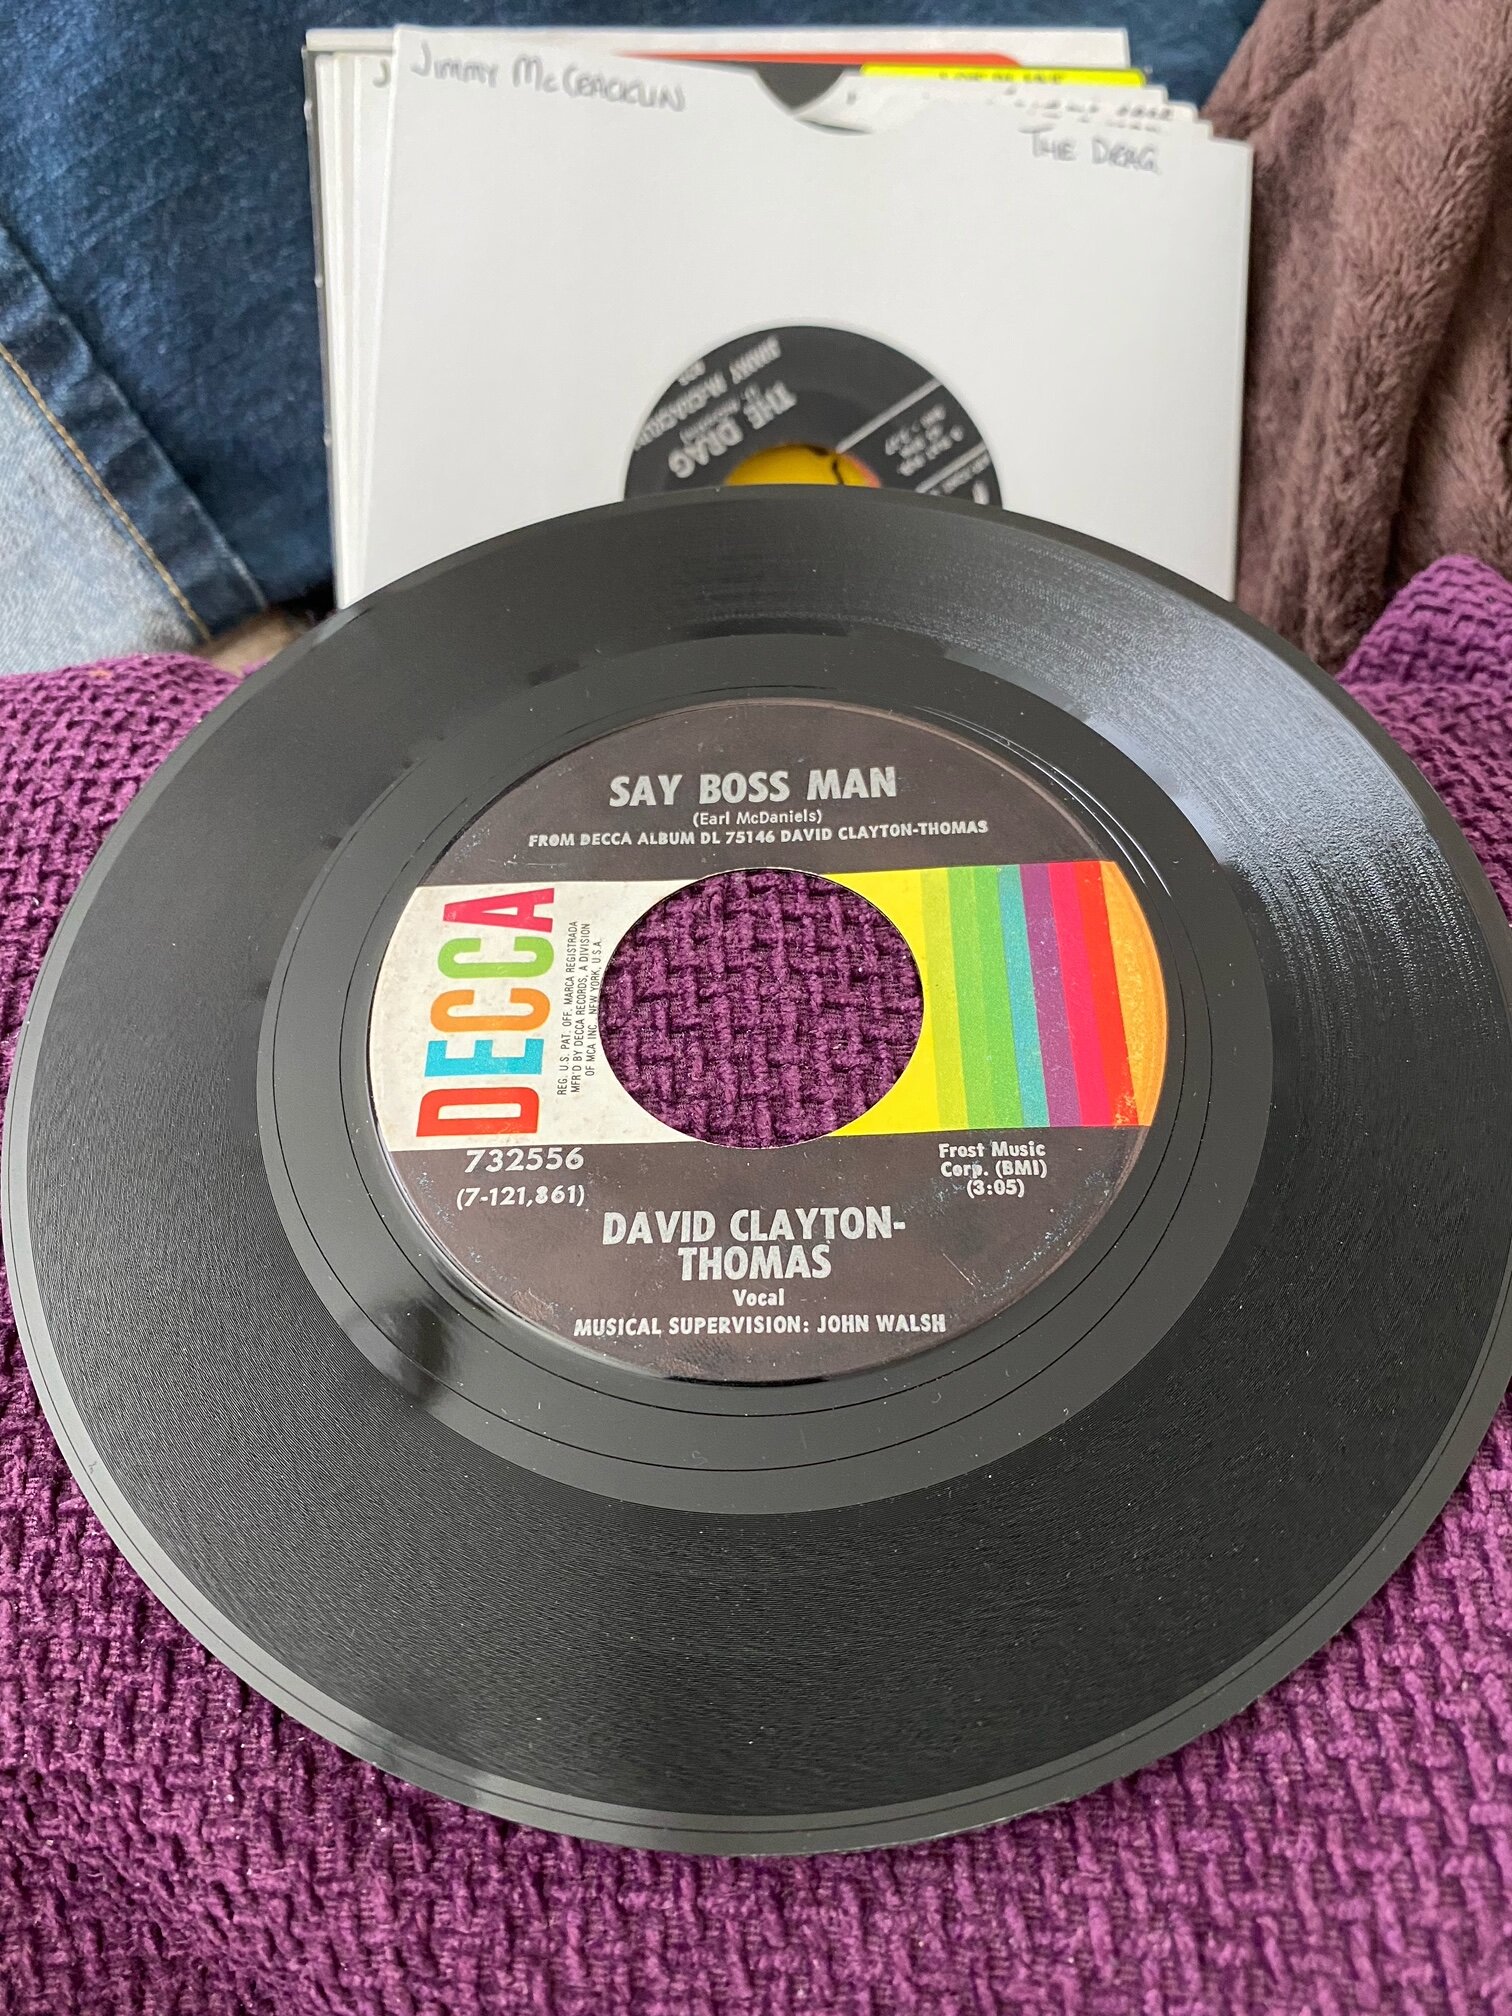 Jimmy McCracklin
The Drag
THE DRAG
SAY BOSS MAN
(Earl McDaniels)
FROM DECCA ALBUM DL 75146 DAVID CLAYTON-THOMAS
DECCA
REG. U.S. PAT. OFF. MARCA REGISTRADA
MFR'D BY DECCA RECORDS, A DIVISION
OF MCA INC. NEW YORK, U.S.A.
732556
(7-121,861)
Frost Music
Corp. (BMI)
(3:05)
DAVID CLAYTON-
THOMAS
Vocal
MUSICAL SUPERVISION: JOHN WALSH